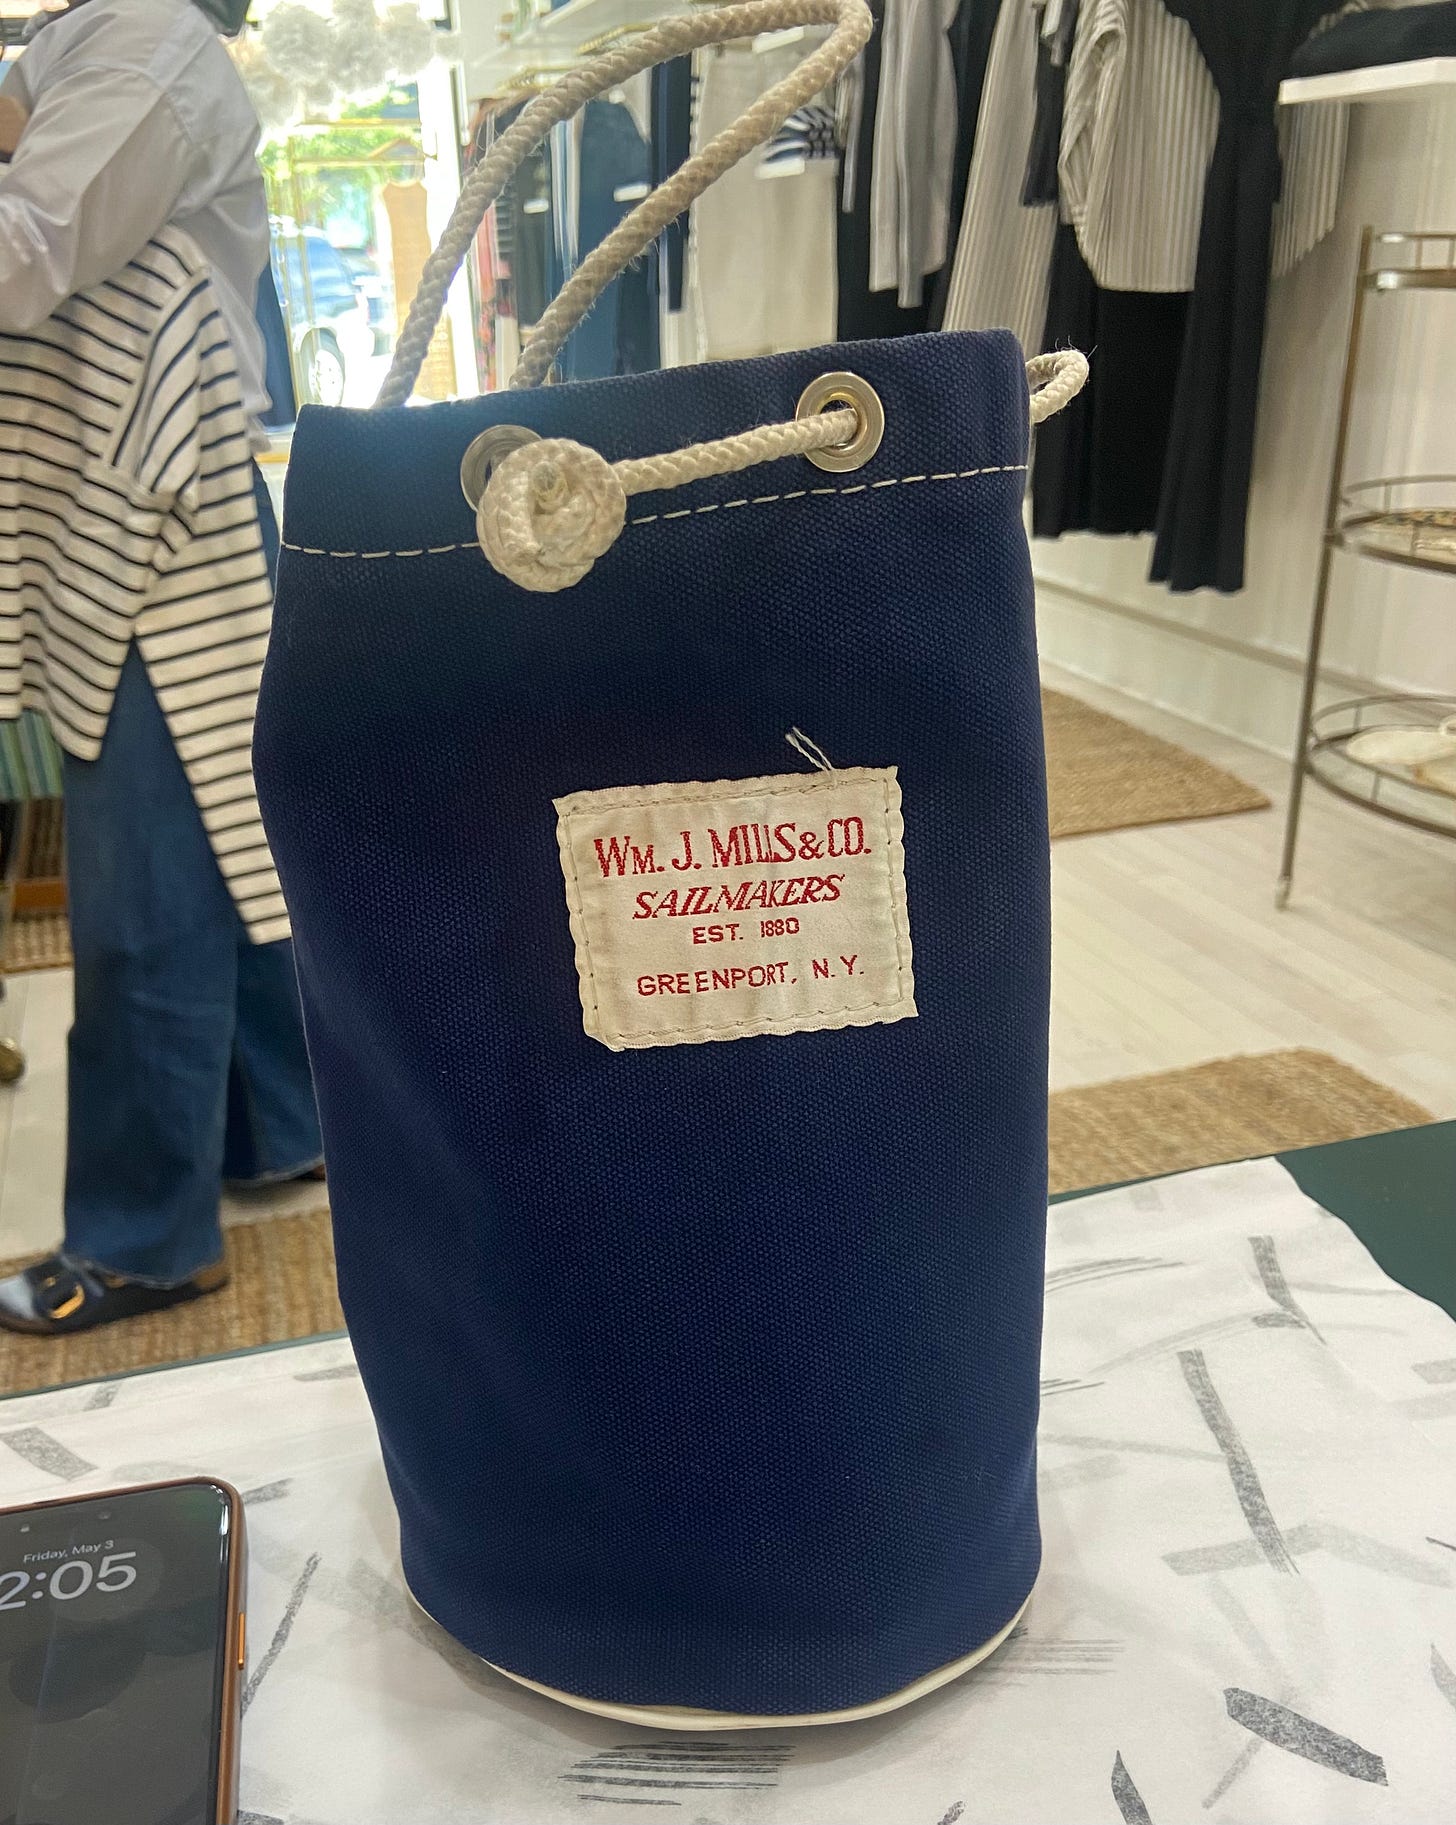 WM. J. MILLS & CO.
SAILMAKERS
EST. 1880
GREENPORT, N.Y.
Friday, May 3
2:05